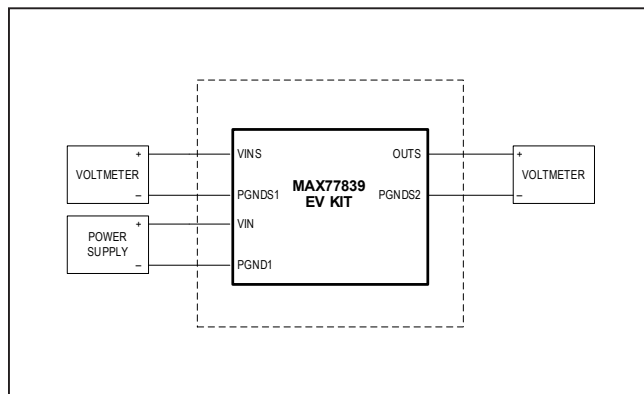 +
VOLTMETER
–
+
POWER
SUPPLY
–
VINS
PGNDS1
VIN
PGND1
MAX77839
EV KIT
OUTS
PGNDS2
+
VOLTMETER
–